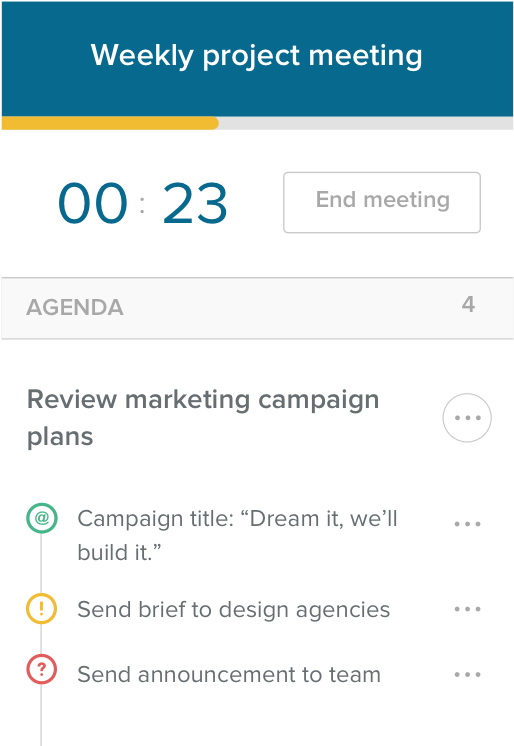 Weekly project meeting
00 : 23
End meeting
AGENDA
4
Review marketing campaign
plans
@
Campaign title: “Dream it, we’ll
build it.”
!
Send brief to design agencies
?
Send announcement to team